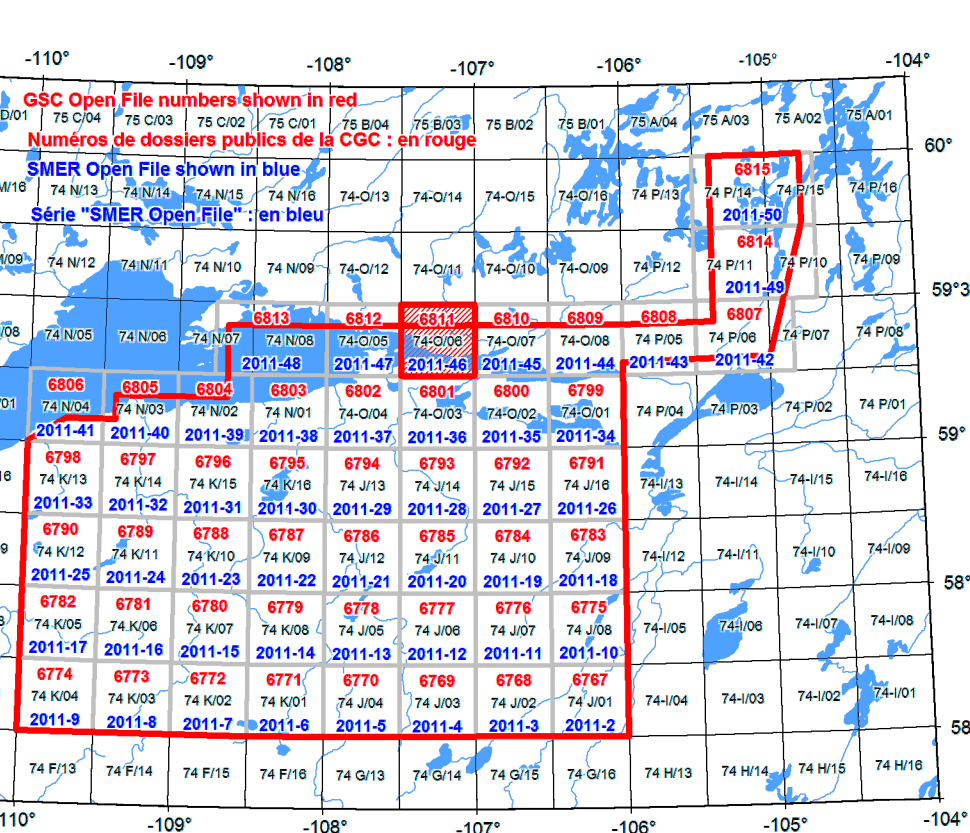 -110° -109° -108° -107° -106° -105° -104°
GSC Open File numbers shown in red
D/01 75 C/04 75 C/03 75 C/02 75 C/01 75 B/04 75 B/03 75 B/02 75 B/01 75 A/04 75 A/03 75 A/02 75 A/01
Numéros de dossiers publics de la CGC : en rouge
60°
SMER Open File shown in blue
6815
M/16 74 N/13 74 N/14 74 N/15 74 N/16 74-O/13 74-O/14 74-O/15 74-O/16 74 P/13 74 P/14 74 P/15 74 P/16
Série "SMER Open File" : en bleu
2011-50
6814
M/09 74 N/12 74 N/11 74 N/10 74 N/09 74-O/12 74-O/11 74-O/10 74-O/09 74 P/12 74 P/11 74 P/10 74 P/09
2011-49
59°3
6813 6812 6811 6810 6809 6808 6807
/08 74 N/05 74 N/06 74 N/07 74 N/08 74-O/05 74-O/06 74-O/07 74-O/08 74 P/05 74 P/06 74 P/07 74 P/08
2011-48 2011-47 2011-46 2011-45 2011-44 2011-43 2011-42
6806 6805 6804 6803 6802 6801 6800 6799
/01 74 N/04 74 N/03 74 N/02 74 N/01 74-O/04 74-O/03 74-O/02 74-O/01 74 P/04 74 P/03 74 P/02 74 P/01
2011-41 2011-40 2011-39 2011-38 2011-37 2011-36 2011-35 2011-34
59°
6798 6797 6796 6795 6794 6793 6792 6791
16 74 K/13 74 K/14 74 K/15 74 K/16 74 J/13 74 J/14 74 J/15 74 J/16 74-I/13 74-I/14 74-I/15 74-I/16
2011-33 2011-32 2011-31 2011-30 2011-29 2011-28 2011-27 2011-26
6790 6789 6788 6787 6786 6785 6784 6783
9 74 K/12 74 K/11 74 K/10 74 K/09 74 J/12 74 J/11 74 J/10 74 J/09 74-I/12 74-I/11 74-I/10 74-I/09
2011-25 2011-24 2011-23 2011-22 2011-21 2011-20 2011-19 2011-18
58°
6782 6781 6780 6779 6778 6777 6776 6775
74 K/05 74 K/06 74 K/07 74 K/08 74 J/05 74 J/06 74 J/07 74 J/08 74-I/05 74-I/06 74-I/07 74-I/08
2011-17 2011-16 2011-15 2011-14 2011-13 2011-12 2011-11 2011-10
6774 6773 6772 6771 6770 6769 6768 6767
74 K/04 74 K/03 74 K/02 74 K/01 74 J/04 74 J/03 74 J/02 74 J/01 74-I/04 74-I/03 74-I/02 74-I/01
2011-9 2011-8 2011-7 2011-6 2011-5 2011-4 2011-3 2011-2
58
74 F/13 74 F/14 74 F/15 74 F/16 74 G/13 74 G/14 74 G/15 74 G/16 74 H/13 74 H/14 74 H/15 74 H/16
110° -109° -108° -107° -106° -105° -104°